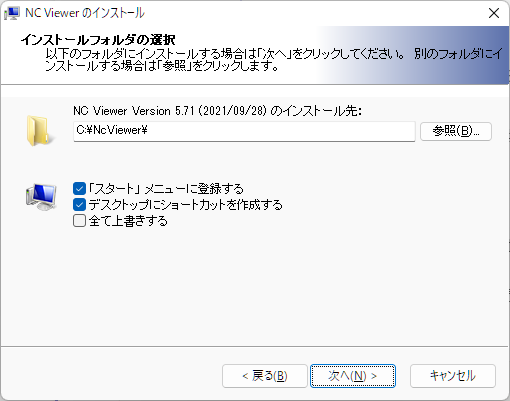 NC Viewer のインストール
インストールフォルダの選択
以下のフォルダにインストールする場合は「次へ」をクリックしてください。 別のフォルダにイ
ンストールする場合は「参照」をクリックします。
NC Viewer Version 5.71 (2021/09/28) のインストール先:
C:¥NcViewer¥
参照(B)...
「スタート」 メニューに登録する
デスクトップにショートカットを作成する
全て上書きする
< 戻る(B)
次へ(N) >
キャンセル